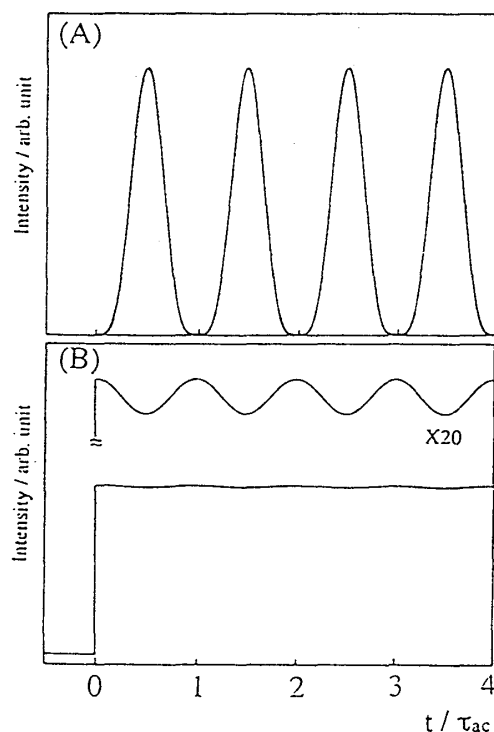 (A)
Intensity / arb. unit
(B)
≈
X20
Intensity / arb. unit
0 1 2 3 4
t / τac